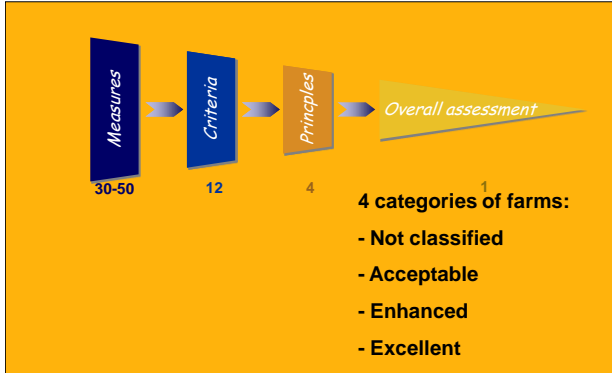 Measures
Criteria
Princples
Overall assessment
30-50
12
4
1
4 categories of farms:
- Not classified
- Acceptable
- Enhanced
- Excellent